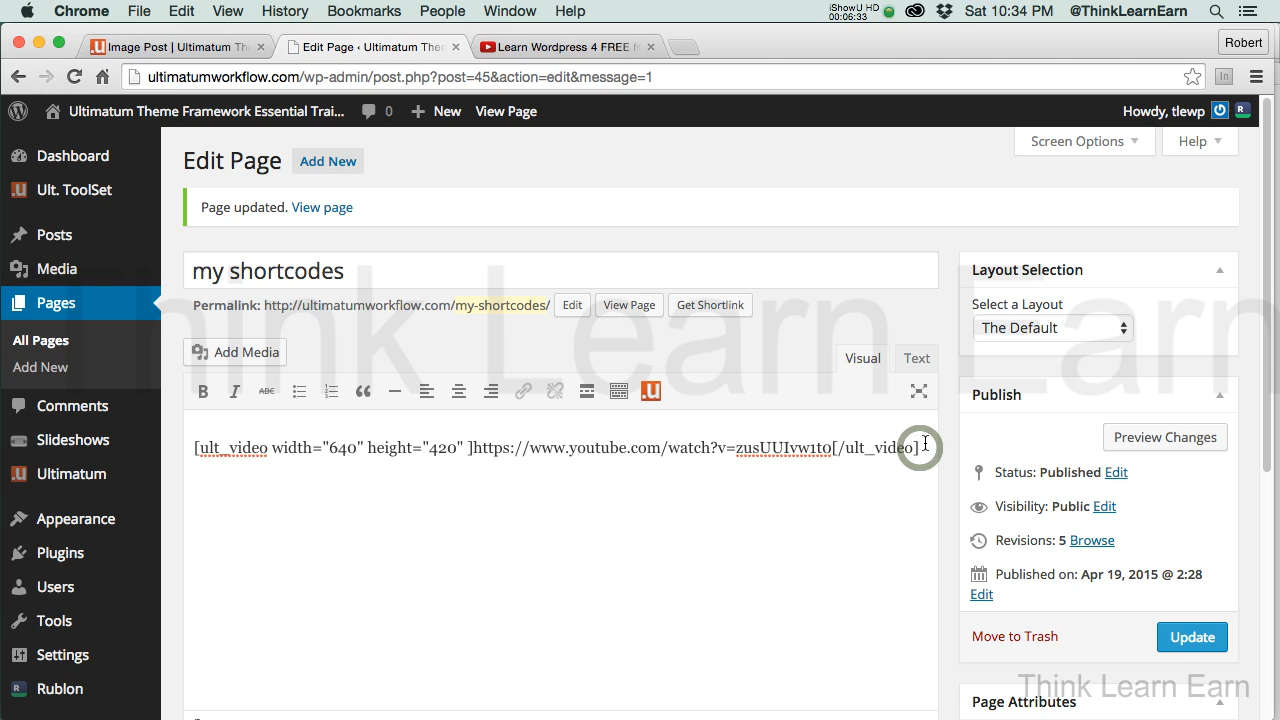 Chrome File Edit View History Bookmarks People Window Help iShowU HD 00:06:33 Sat 10:34 PM @ThinkLearnEarn
Image Post | Ultimatum Th Edit Page ‹ Ultimatum Them Learn Wordpress 4 FREE Robert
ultimatumworkflow.com/wp-admin/post.php?post=45&action=edit&message=1
Ultimatum Theme Framework Essential Trai... 0 New View Page Howdy, tlewp
Screen Options Help
Dashboard
Ult. ToolSet
Posts
Media
Pages
All Pages
Add New
Comments
Slideshows
Ultimatum
Appearance
Plugins
Users
Tools
Settings
Rublon
Edit Page Add New
Page updated. View page
my shortcodes
Permalink: http://ultimatumworkflow.com/my-shortcodes/ Edit View Page Get Shortlink
Add Media Visual Text
B I ABC
[ult_video width="640" height="420" ]https://www.youtube.com/watch?v=zusUUIvw1t0[/ult_video]
Layout Selection
Select a Layout
The Default
Publish
Preview Changes
Status: Published Edit
Visibility: Public Edit
Revisions: 5 Browse
Published on: Apr 19, 2015 @ 2:28
Edit
Move to Trash Update
Page Attributes
Think Learn Earn
Think Learn Earn